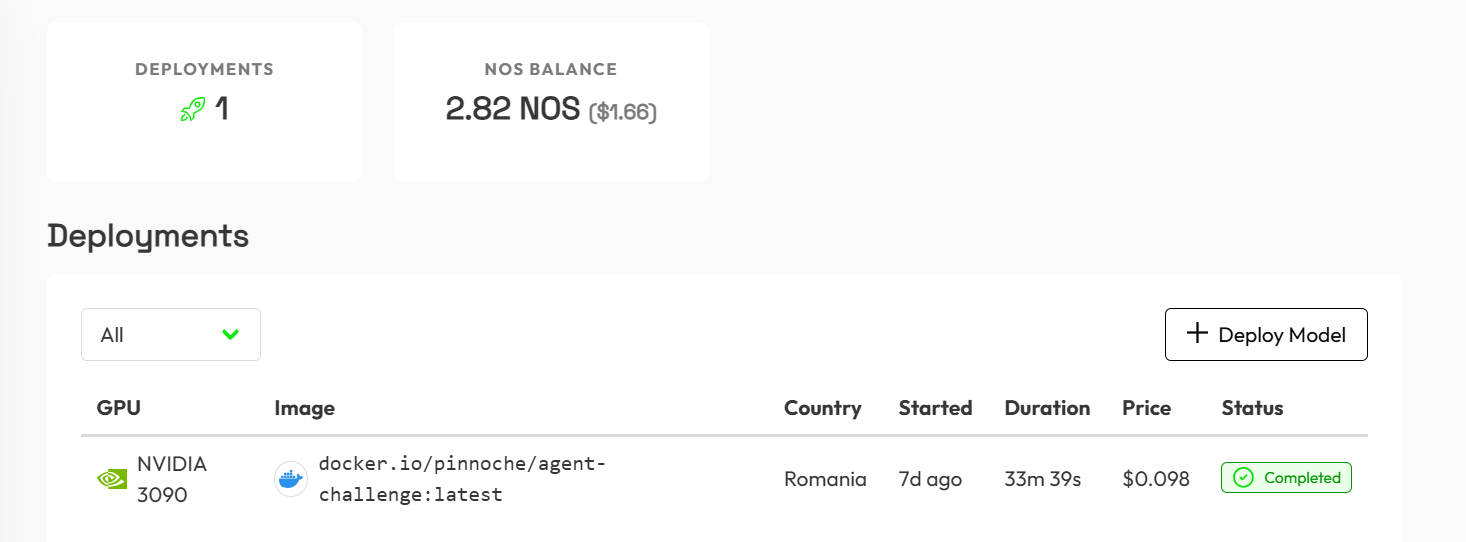 DEPLOYMENTS
1
NOS BALANCE
2.82 NOS ($1.66)
Deployments
All
Deploy Model
GPU Image Country Started Duration Price Status
NVIDIA 3090
docker.io/pinnoche/agent-
challenge:latest
Romania 7d ago 33m 39s $0.098 Completed